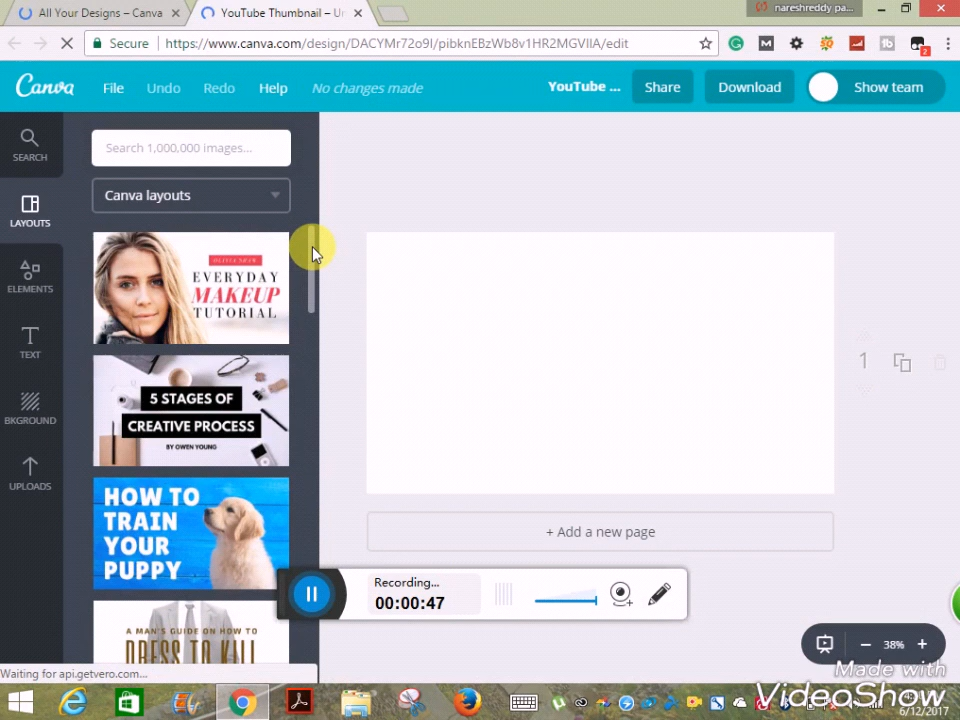 All Your Designs – Canva
YouTube Thumbnail – Un
nareshreddy.pa...
Secure
https://www.canva.com/design/DACYMr72o9I/pibknEBzWb8v1HR2MGVIIA/edit
2
Canva
File
Undo
Redo
Help
No changes made
YouTube ...
Share
Download
Show team
SEARCH
LAYOUTS
ELEMENTS
TEXT
BKGROUND
UPLOADS
Search 1,000,000 images...
Canva layouts
OLIVIA SHAW
EVERYDAY
MAKEUP
TUTORIAL
5 STAGES OF
CREATIVE PROCESS
BY OWEN YOUNG
HOW TO
TRAIN
YOUR
PUPPY
A MAN'S GUIDE ON HOW TO
DRESS TO KILL
1
+ Add a new page
Recording...
00:00:47
38%
Waiting for api.getvero.com...
Made with
VideoShow
6/12/2017